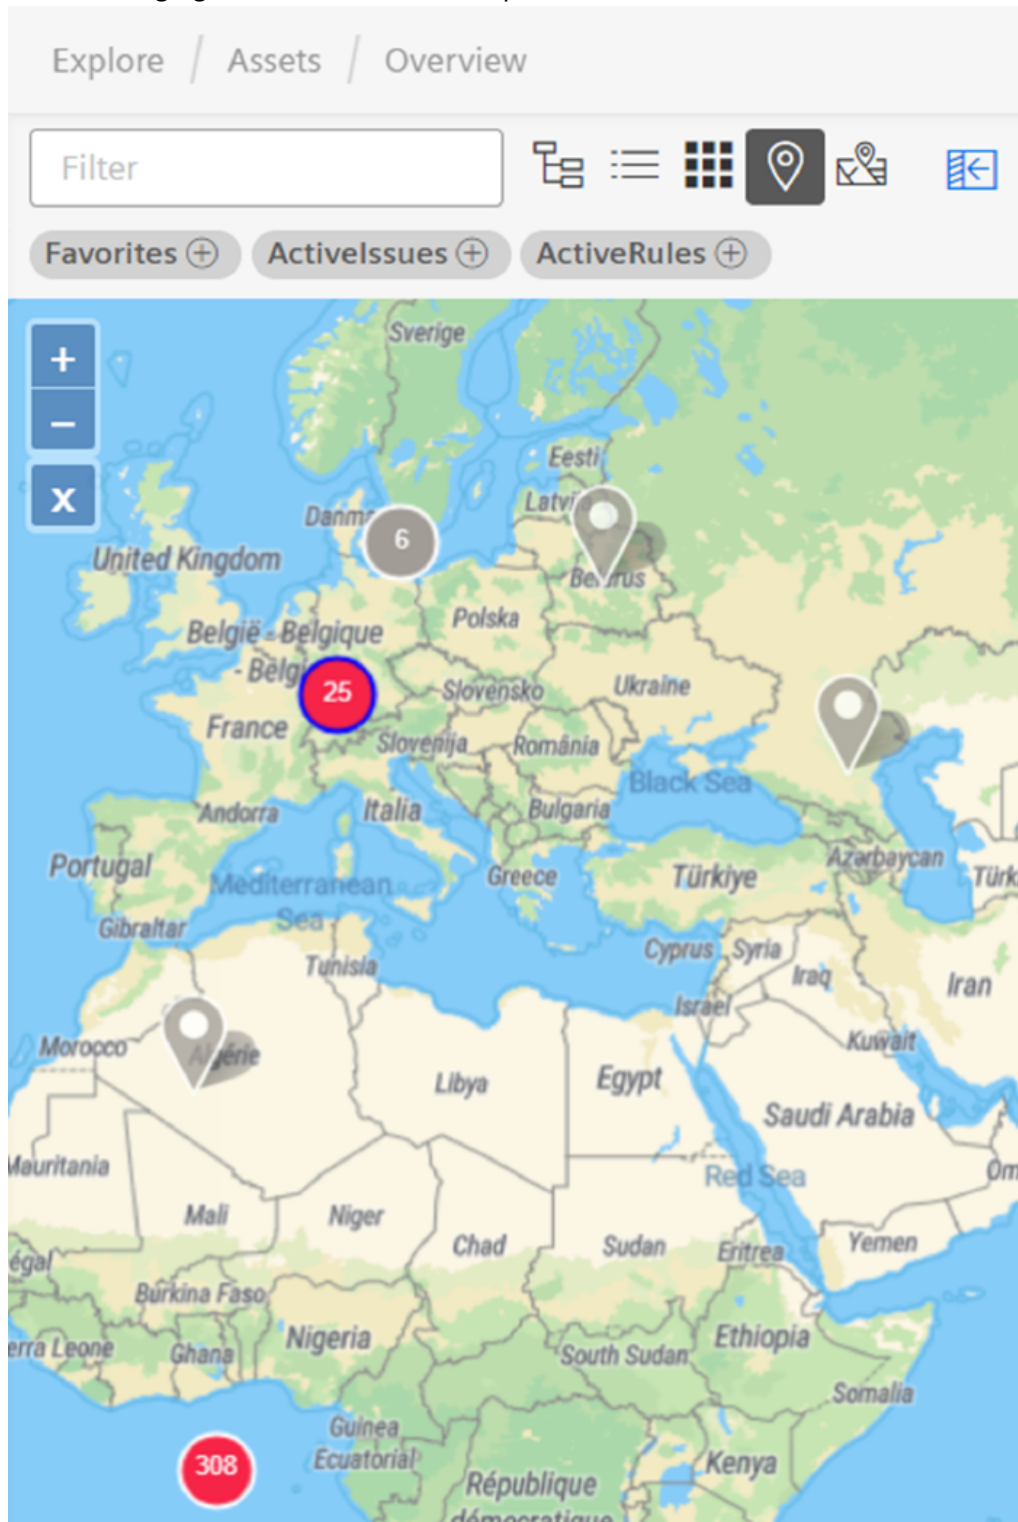 Explore / Assets / Overview
Filter
Favorites
ActiveIssues
ActiveRules
+
−
x
Sverige
Eesti
6
United Kingdom
België - Belgique
Polska
25
Slovensko
Ukraine
France
Slovenija
România
Black Sea
Andorra
Italia
Bulgaria
Portugal
Mediterranean
Sea
Greece
Türkiye
Azərbaycan
Gibraltar
Tunisia
Cyprus
Syria
Iraq
Iran
Israel
Morocco
Algérie
Kuwait
Libya
Egypt
Saudi Arabia
Mauritania
Red Sea
Mali
Niger
Chad
Sudan
Eritrea
Yemen
Burkina Faso
Nigeria
Ghana
Ethiopia
South Sudan
Somalia
Guinea
Ecuatorial
Kenya
308
République
démocratique